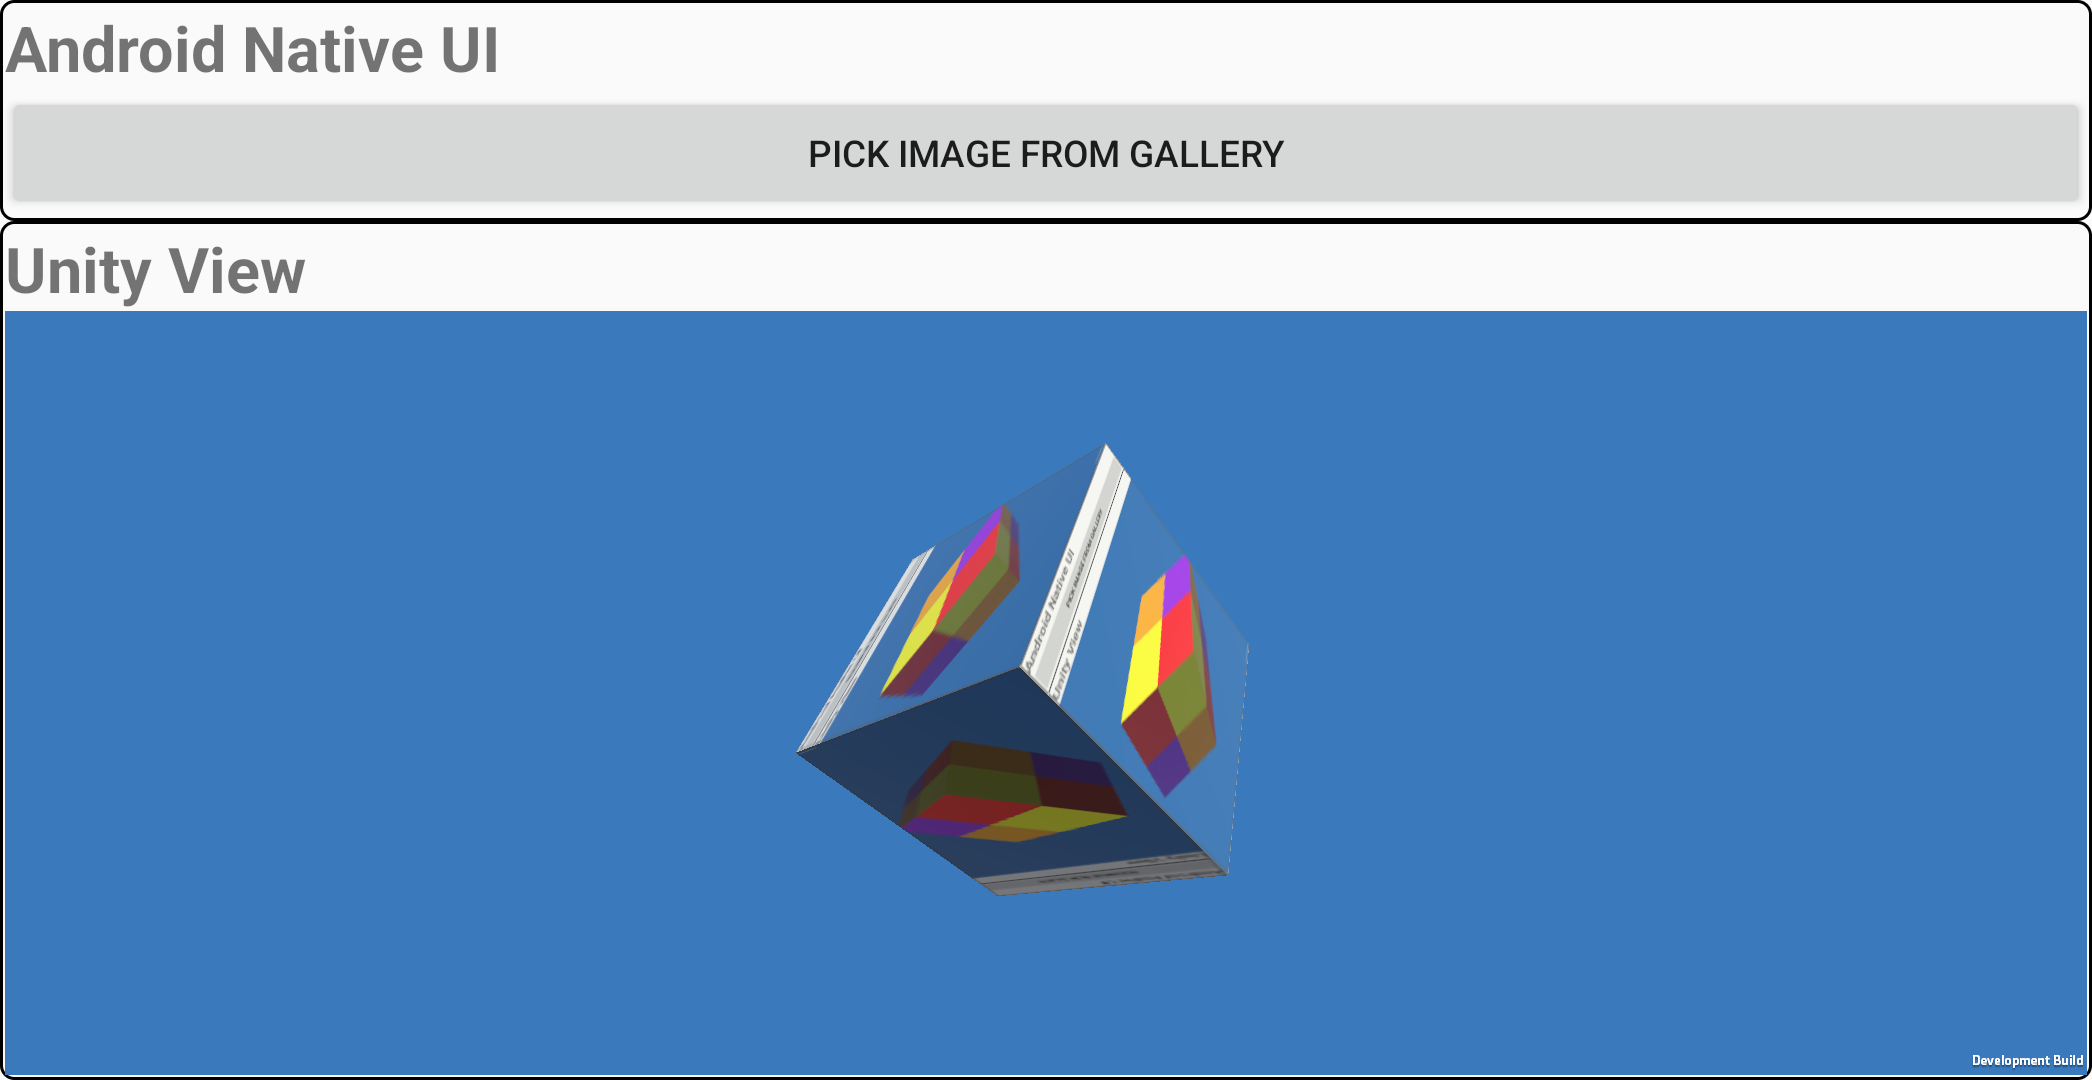 Android Native UI
PICK IMAGE FROM GALLERY
Unity View
Android Native UI
PICK IMAGE FROM GALLERY
Unity View
Development Build